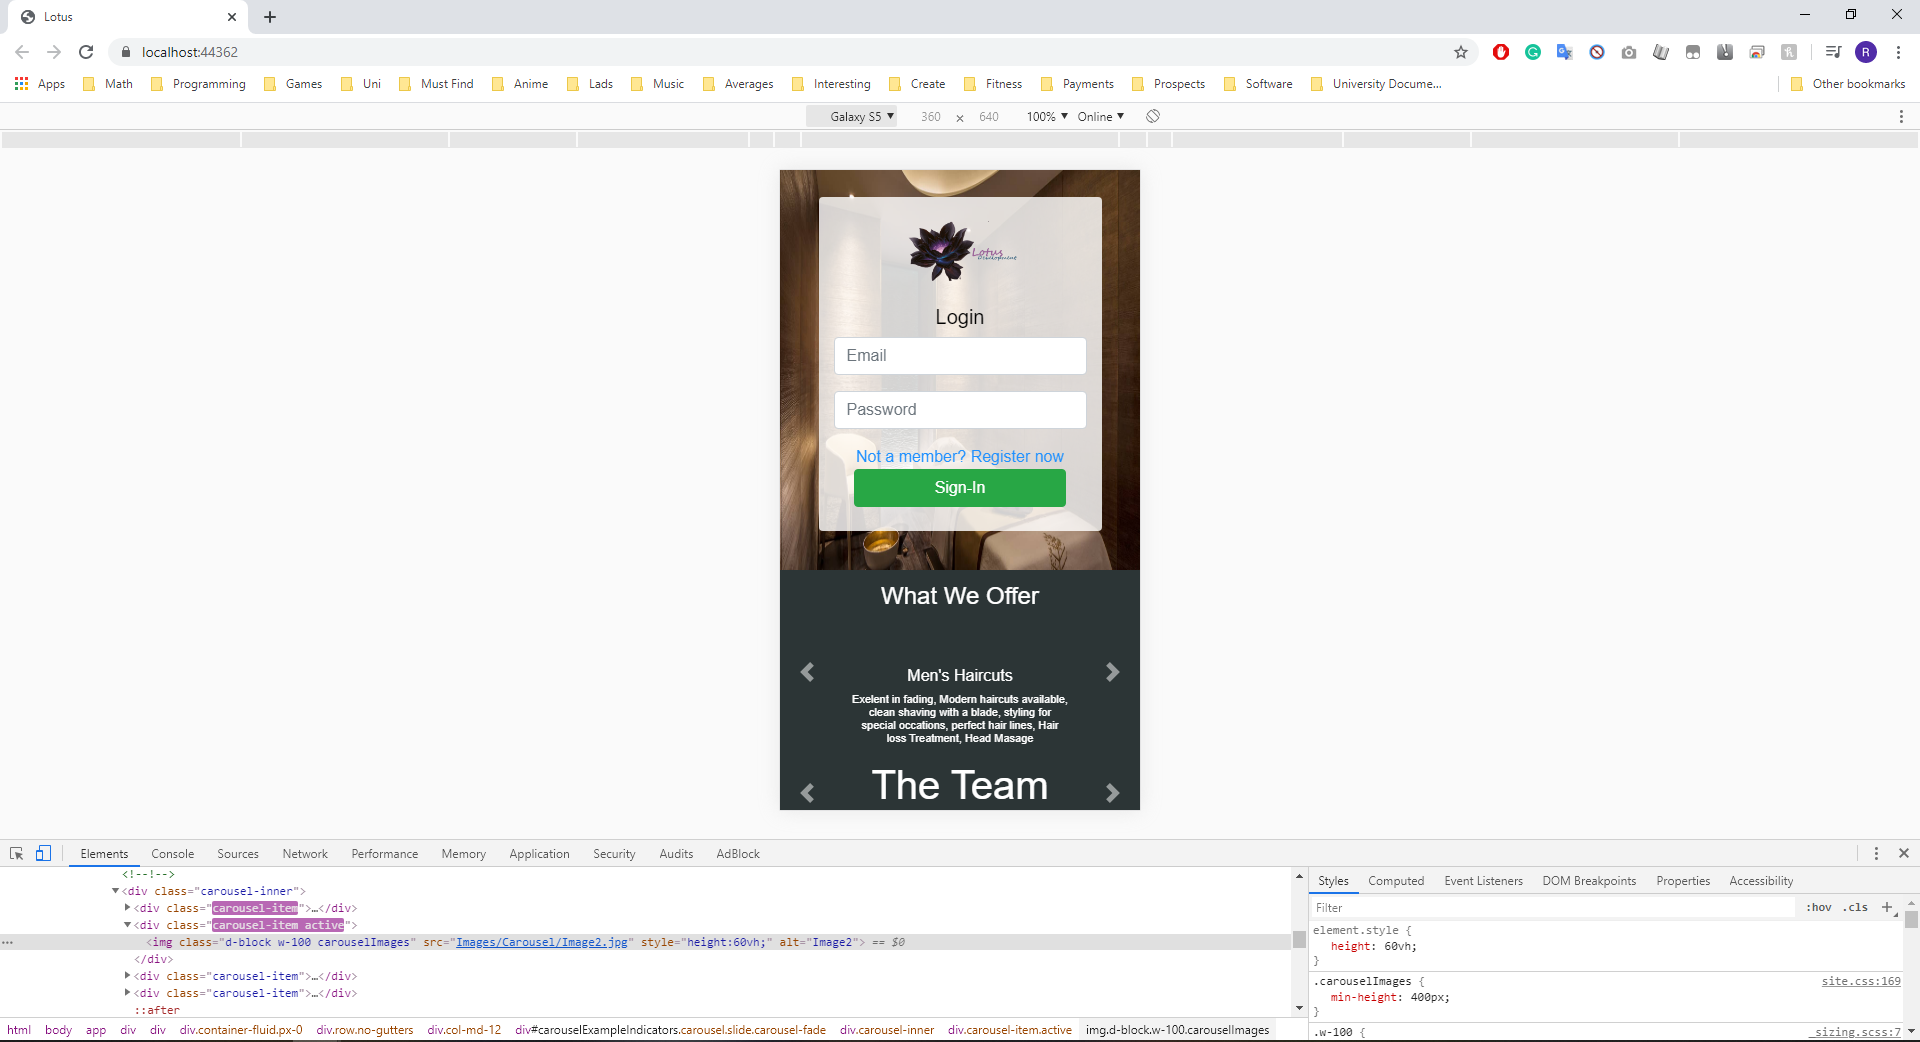 Lotus
localhost:44362
R
Apps Math Programming Games Uni Must Find Anime Lads Music Averages Interesting Create Fitness Payments Prospects Software University Docume... Other bookmarks
Galaxy S5 ▼ 360 × 640 100% ▼ Online ▼
Lotus
Development
Login
Email
Password
Not a member? Register now
Sign-In
What We Offer
Men's Haircuts
Exelent in fading, Modern haircuts available,
clean shaving with a blade, styling for
special occations, perfect hair lines, Hair
loss Treatment, Head Masage
The Team
Elements Console Sources Network Performance Memory Application Security Audits AdBlock
<!--!-->
▼<div class="carousel-inner">
▶<div class="carousel-item">…</div>
▼<div class="carousel-item active">
<img class="d-block w-100 carouselImages" src="Images/Carousel/Image2.jpg" style="height:60vh;" alt="Image2"> == $0
</div>
▶<div class="carousel-item">…</div>
▶<div class="carousel-item">…</div>
::after
html body app div div div.container-fluid.px-0 div.row.no-gutters div.col-md-12 div#carouselExampleIndicators.carousel.slide.carousel-fade div.carousel-inner div.carousel-item.active img.d-block.w-100.carouselImages
Styles Computed Event Listeners DOM Breakpoints Properties Accessibility
Filter :hov .cls +
element.style {
height: 60vh;
}
.carouselImages { site.css:169
min-height: 400px;
}
.w-100 { _sizing.scss:7